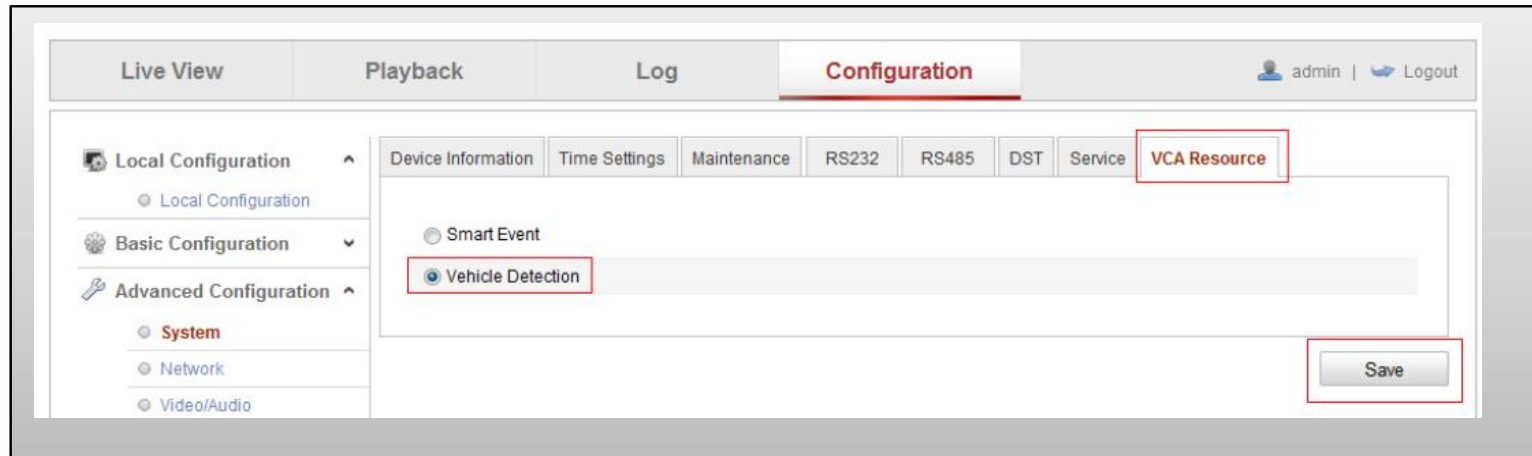 Live View Playback Log Configuration admin | Logout
Local Configuration
Local Configuration
Basic Configuration
Advanced Configuration
System
Network
Video/Audio
Device Information Time Settings Maintenance RS232 RS485 DST Service VCA Resource
Smart Event
Vehicle Detection
Save